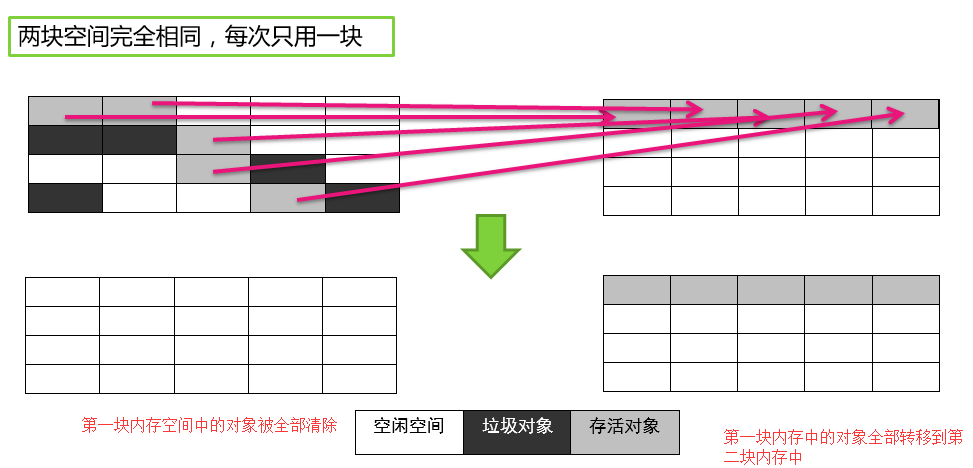 两块空间完全相同，每次只用一块
第一块内存空间中的对象被全部清除
空闲空间
垃圾对象
存活对象
第一块内存中的对象全部转移到第
二块内存中